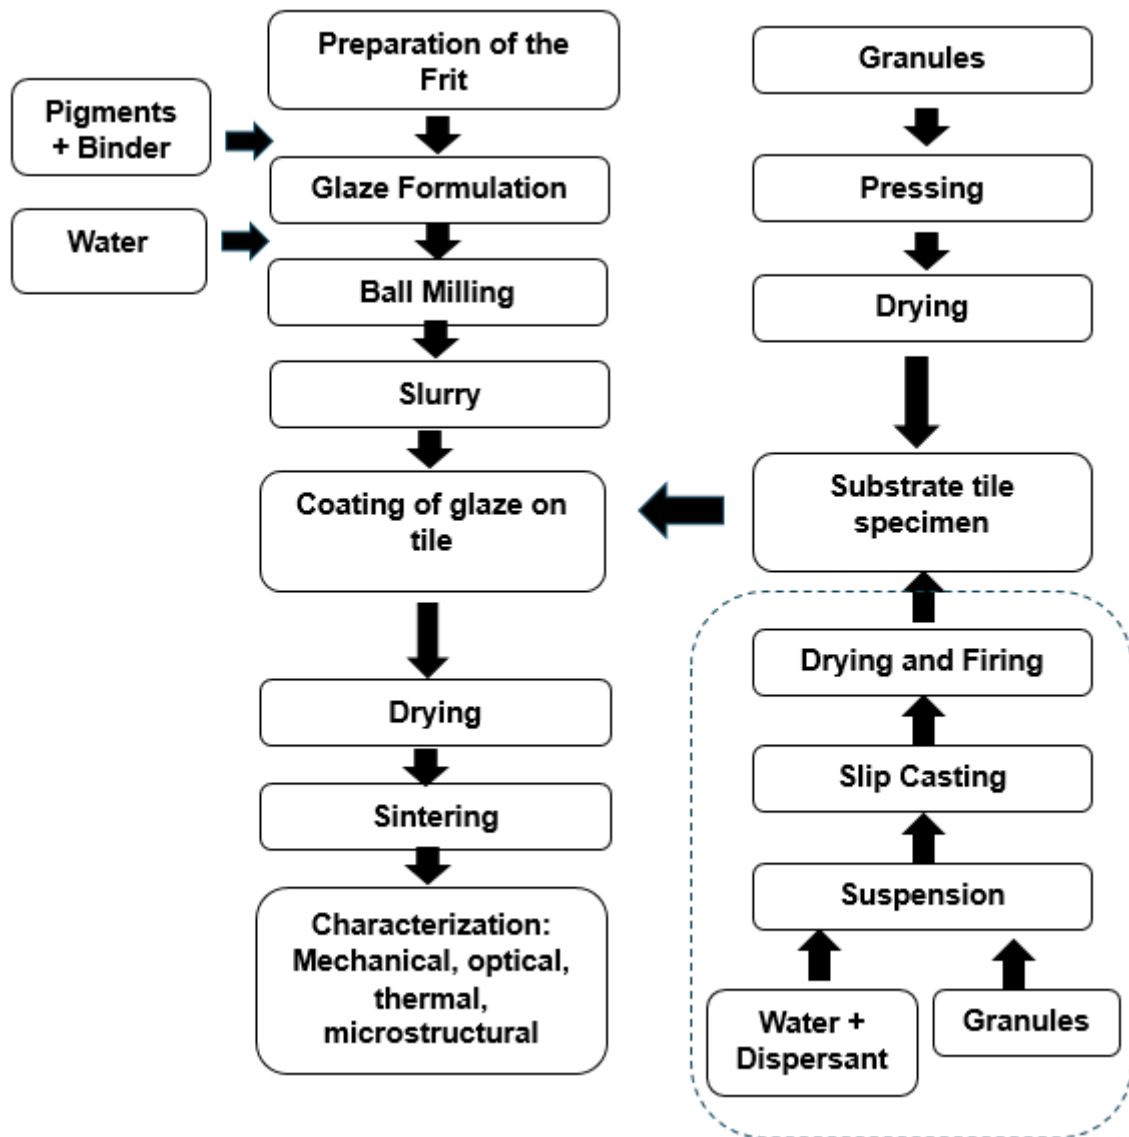 Preparation of the
Frit
Pigments
+ Binder
Glaze Formulation
Water
Ball Milling
Slurry
Coating of glaze on
tile
Drying
Sintering
Characterization:
Mechanical, optical,
thermal,
microstructural
Granules
Pressing
Drying
Substrate tile
specimen
Drying and Firing
Slip Casting
Suspension
Water +
Dispersant
Granules